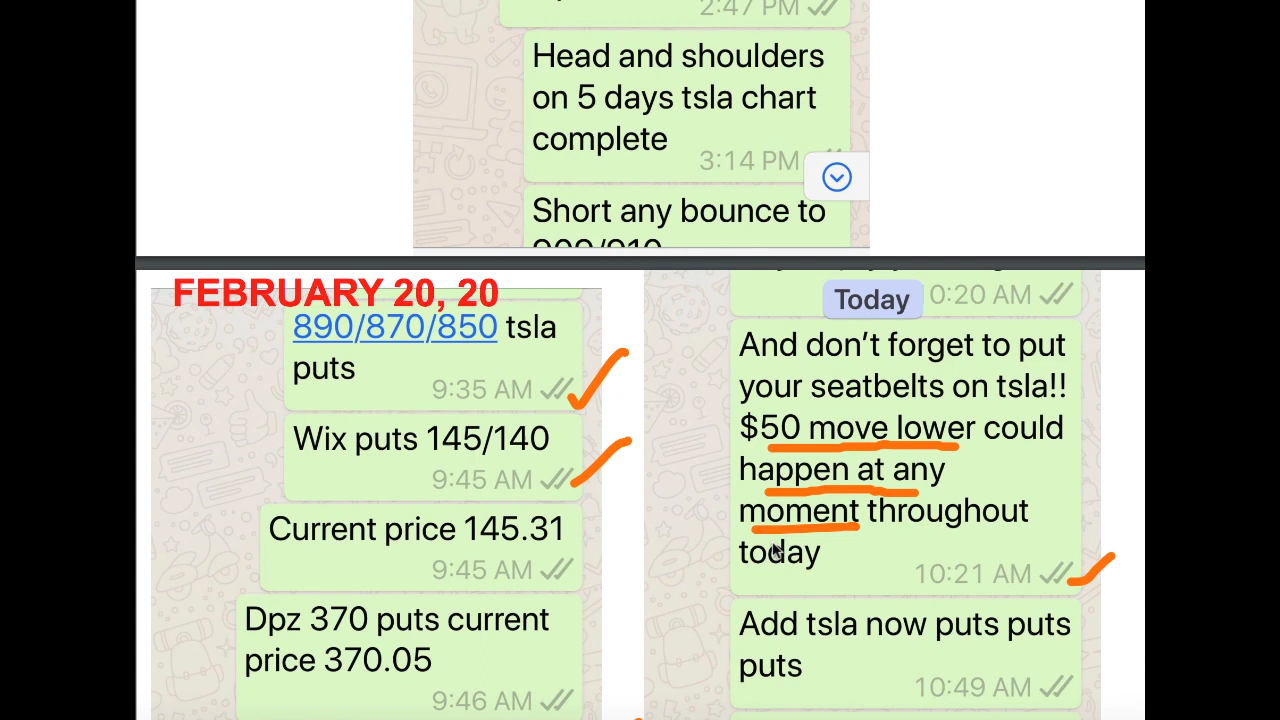 2:47 PM
Head and shoulders
on 5 days tsla chart
complete
3:14 PM
Short any bounce to
900/910
FEBRUARY 20, 20
890/870/850 tsla
puts
9:35 AM
Wix puts 145/140
9:45 AM
Current price 145.31
9:45 AM
Dpz 370 puts current
price 370.05
9:46 AM
0:20 AM
Today
And don't forget to put
your seatbelts on tsla!!
$50 move lower could
happen at any
moment throughout
today
10:21 AM
Add tsla now puts puts
puts
10:49 AM